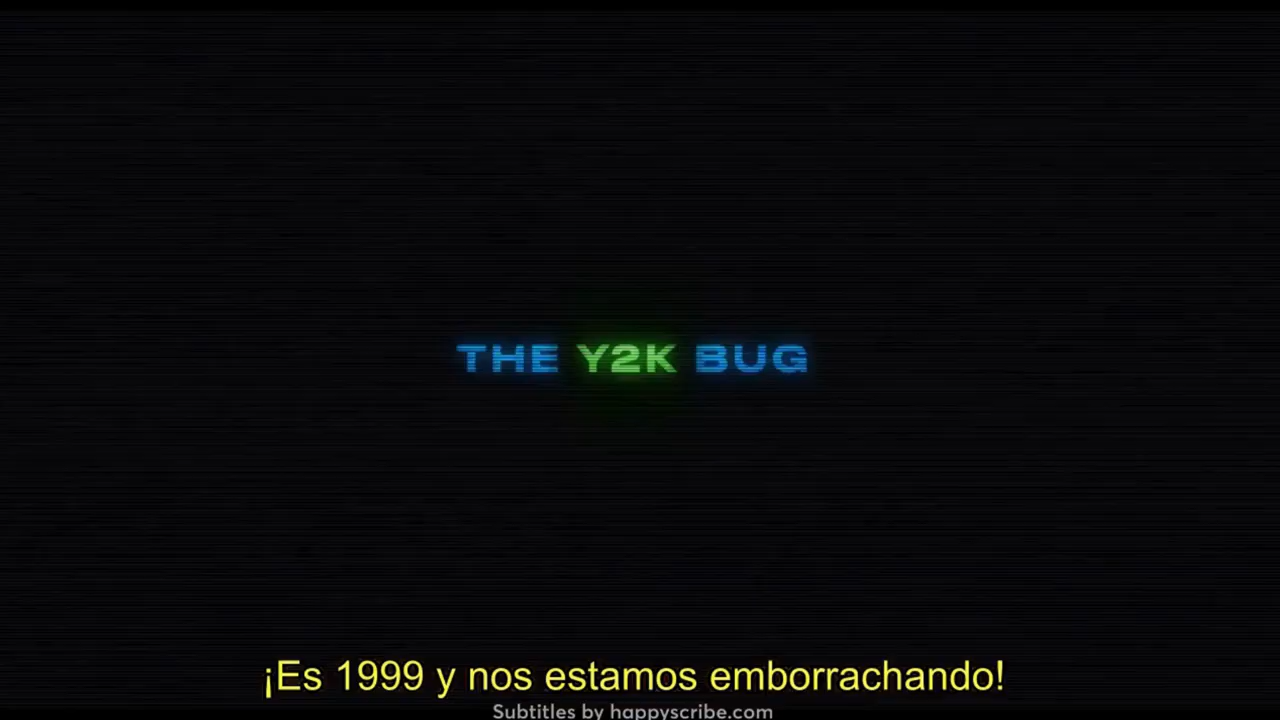 THE Y2K BUG
¡Es 1999 y nos estamos emborrachando!
Subtitles by happyscribe.com